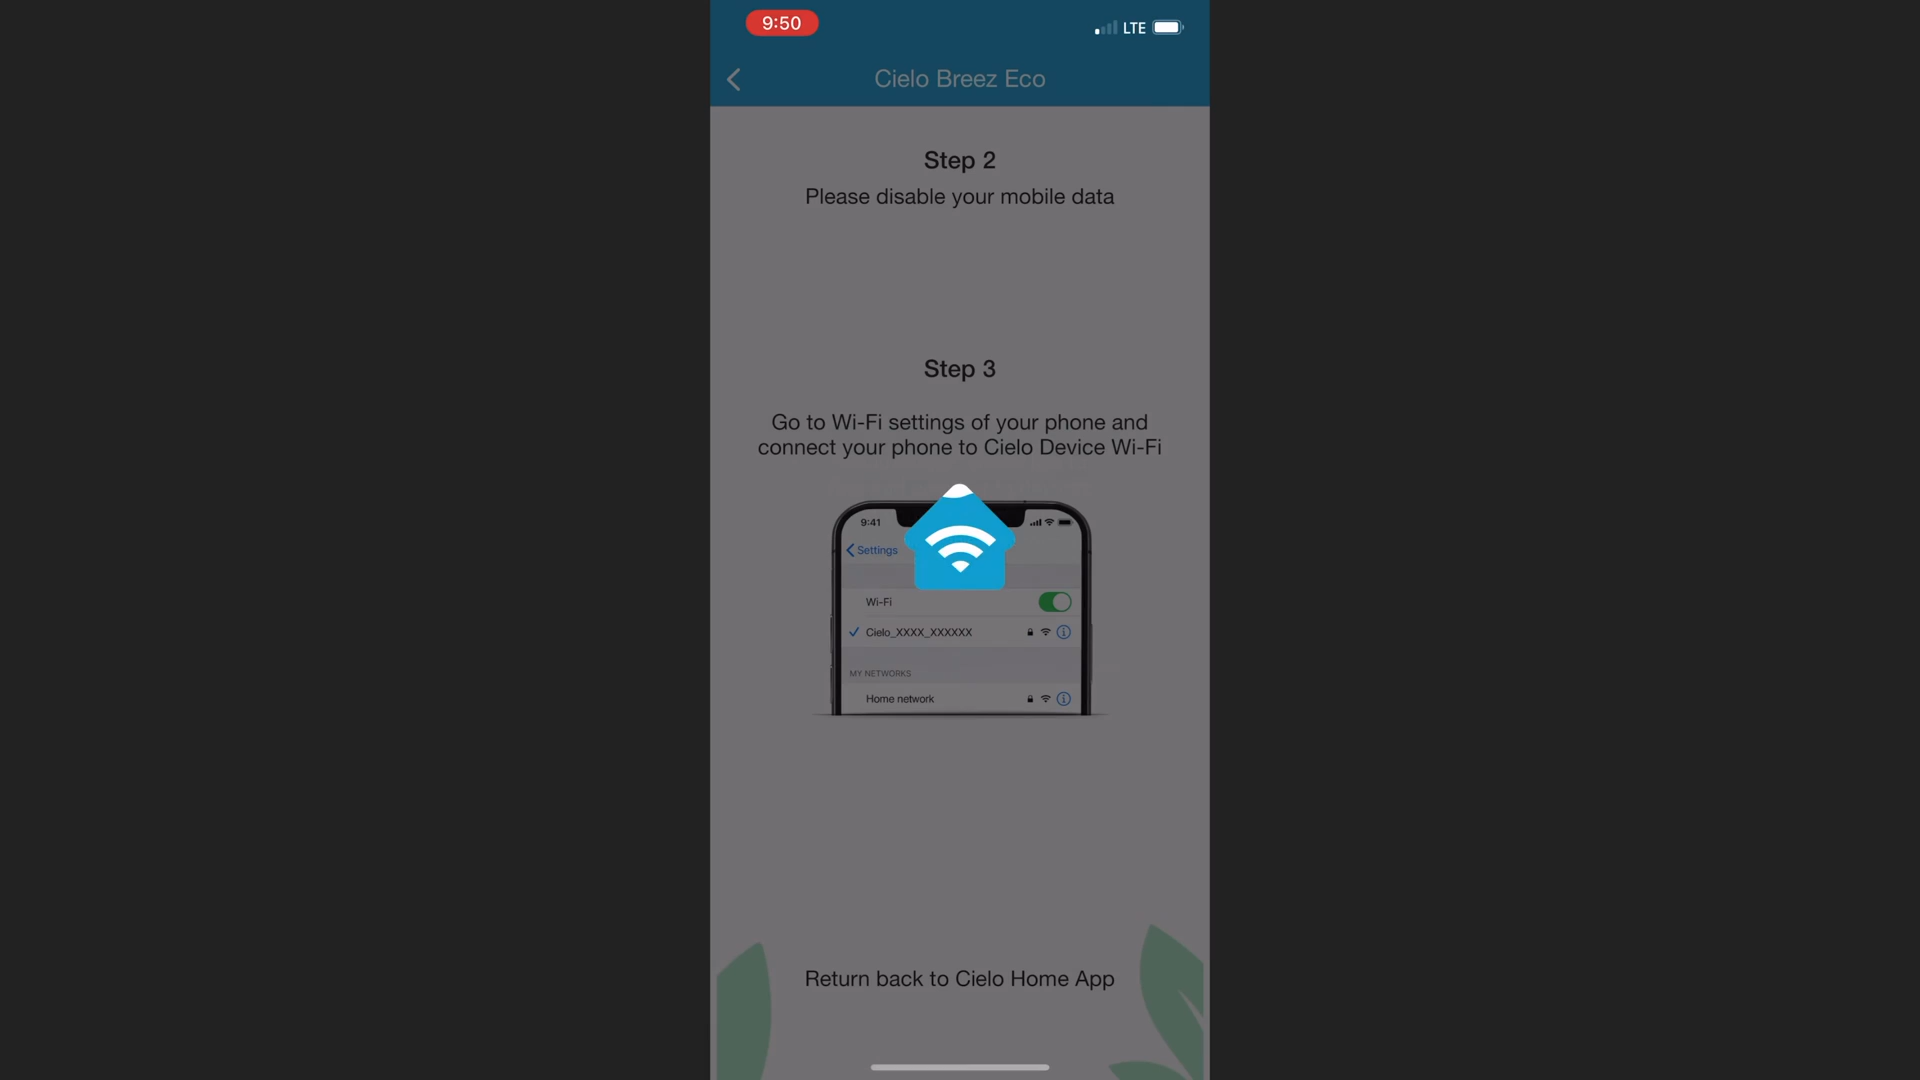 9:50
LTE
Cielo Breez Eco
Step 2
Please disable your mobile data
Step 3
Go to Wi-Fi settings of your phone and
connect your phone to Cielo Device Wi-Fi
9:41
Settings
Wi-Fi
Cielo_XXXX_XXXXXX
MY NETWORKS
Home network
Return back to Cielo Home App